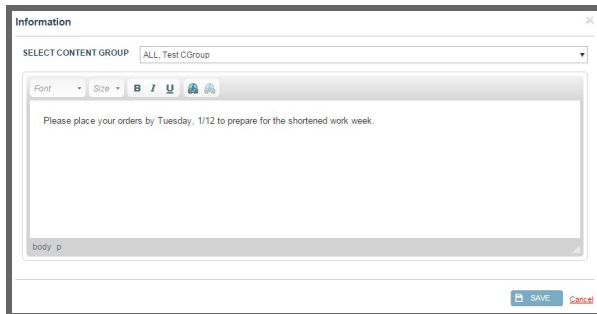 Information
SELECT CONTENT GROUP ALL, Test CGroup
Font Size B I U
Please place your orders by Tuesday, 1/12 to prepare for the shortened work week.
body p
SAVE Cancel